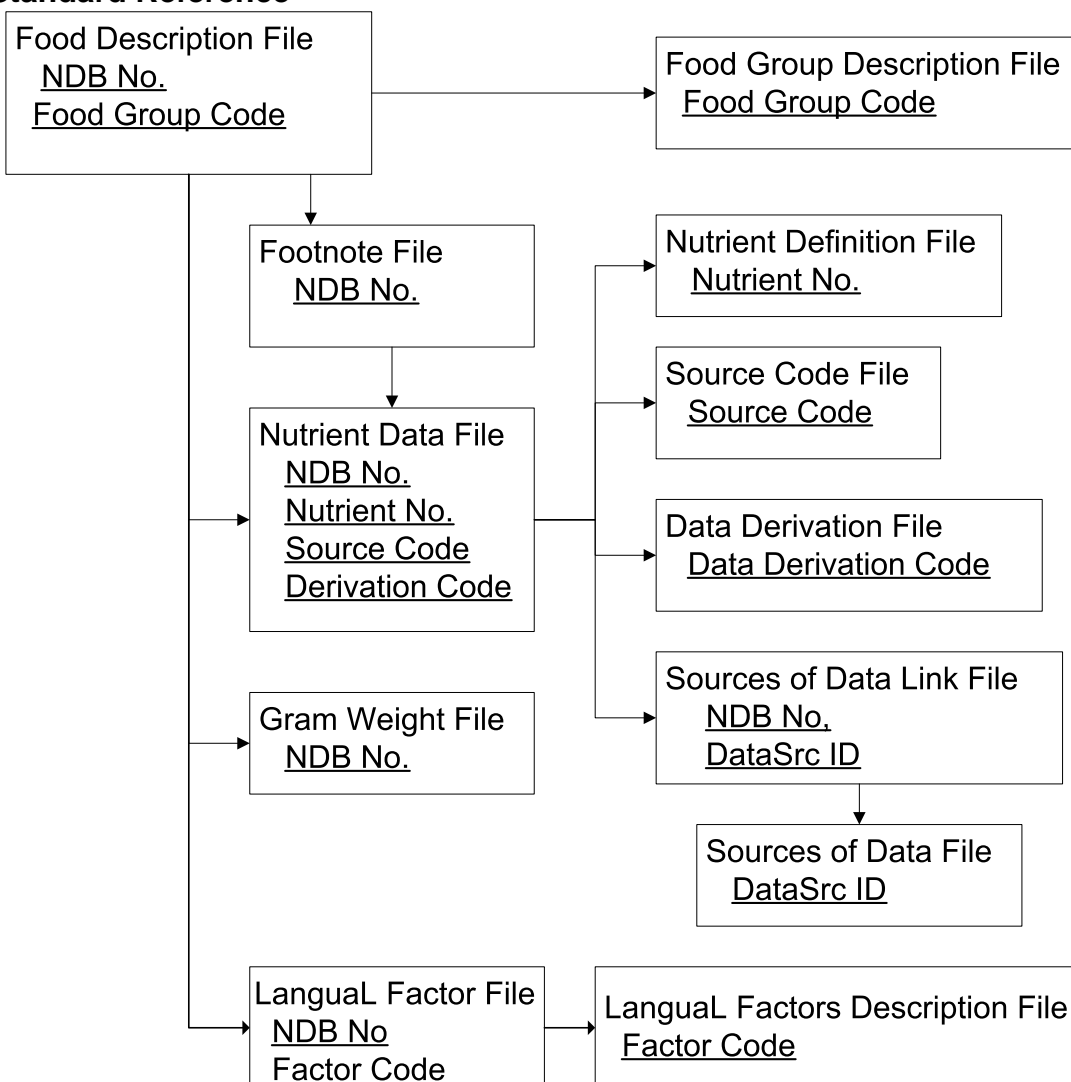 Standard Reference
Food Description File
NDB No.
Food Group Code
Food Group Description File
Food Group Code
Footnote File
NDB No.
Nutrient Definition File
Nutrient No.
Source Code File
Source Code
Nutrient Data File
NDB No.
Nutrient No.
Source Code
Derivation Code
Data Derivation File
Data Derivation Code
Sources of Data Link File
NDB No,
DataSrc ID
Gram Weight File
NDB No.
Sources of Data File
DataSrc ID
LanguaL Factor File
NDB No
Factor Code
LanguaL Factors Description File
Factor Code